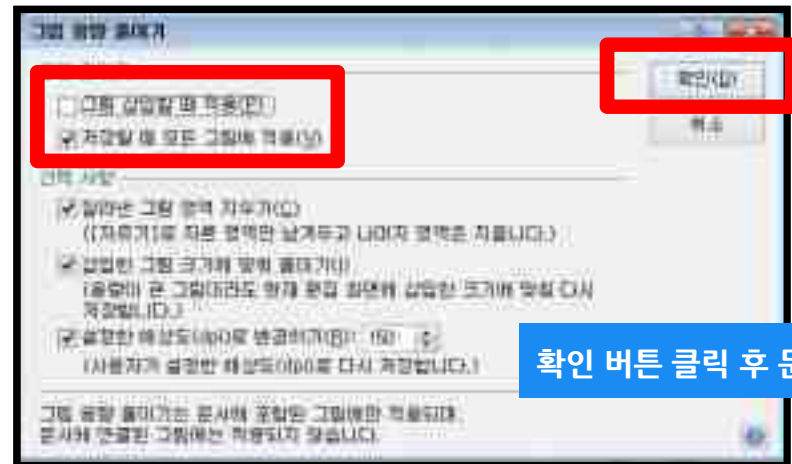 그림 용량 줄이기
확인(D)
그림 삽입할 때 적용(P)
저장할 때 모든 그림에 적용(V)
취소
선택 사항
잘라낸 그림 영역 지우기(C)
([자르기]로 자른 영역만 남겨두고 나머지 영역은 지웁니다.)
삽입한 그림 크기에 맞춰 줄이기(I)
(용량이 큰 그림이라도 현재 편집 화면에 삽입한 크기에 맞춰 다시
저장합니다.)
설정한 해상도(dpi)로 변경하기(R): 150
(사용자가 설정한 해상도(dpi)로 다시 저장합니다.)
확인 버튼 클릭 후 문
그림 용량 줄이기는 문서에 포함된 그림에만 적용되며,
문서에 연결된 그림에는 적용되지 않습니다.